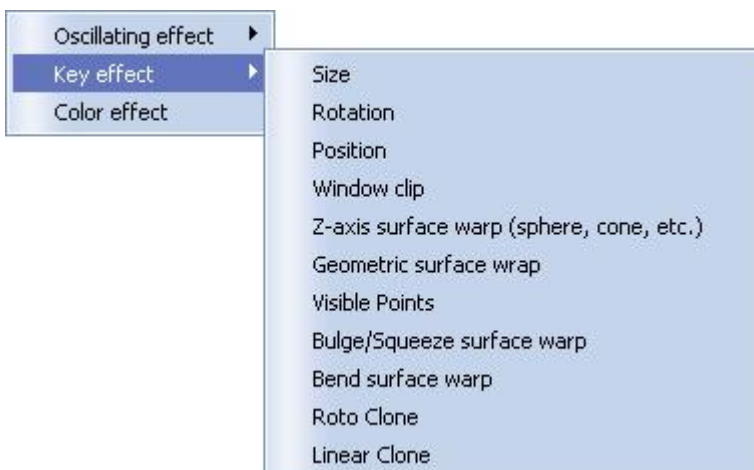 Oscillating effect
Key effect
Color effect
Size
Rotation
Position
Window clip
Z-axis surface warp (sphere, cone, etc.)
Geometric surface wrap
Visible Points
Bulge/Squeeze surface warp
Bend surface warp
Roto Clone
Linear Clone